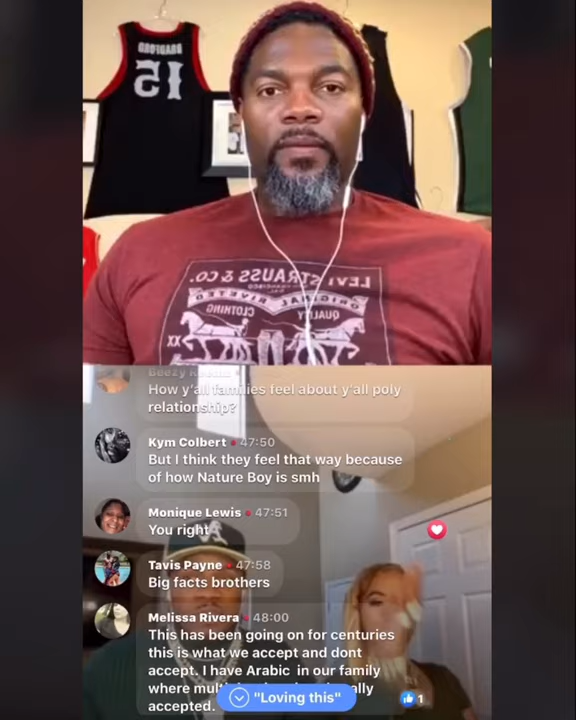 BRADFORD
15
LEVI STRAUSS & CO.
ORIGINAL RIVETED
QUALITY CLOTHING
XX
How y'all families feel about y'all poly
relationship?
Kym Colbert 47:50
But I think they feel that way because
of how Nature Boy is smh
Monique Lewis 47:51
You right
Tavis Payne 47:58
Big facts brothers
Melissa Rivera 48:00
This has been going on for centuries
this is what we accept and dont
accept. I have Arabic in our family
where
accepted.
"Loving this"
1